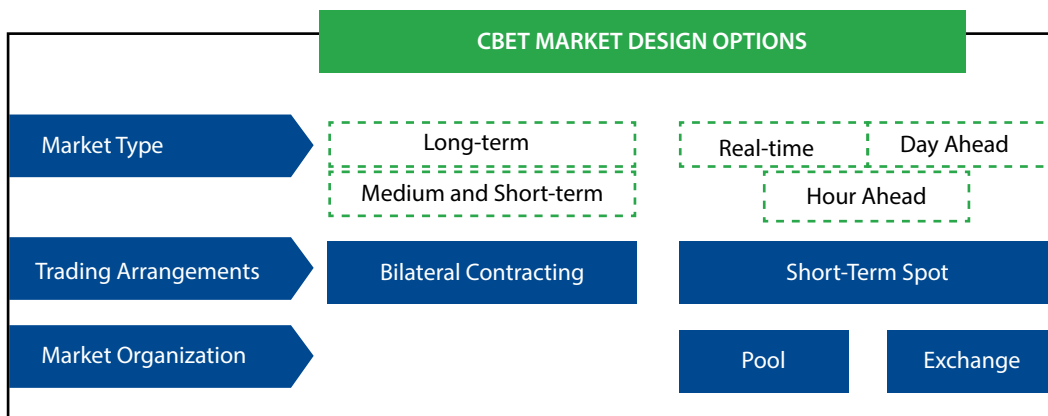 CBET MARKET DESIGN OPTIONS
Market Type
Long-term
Real-time
Day Ahead
Medium and Short-term
Hour Ahead
Trading Arrangements
Bilateral Contracting
Short-Term Spot
Market Organization
Pool
Exchange